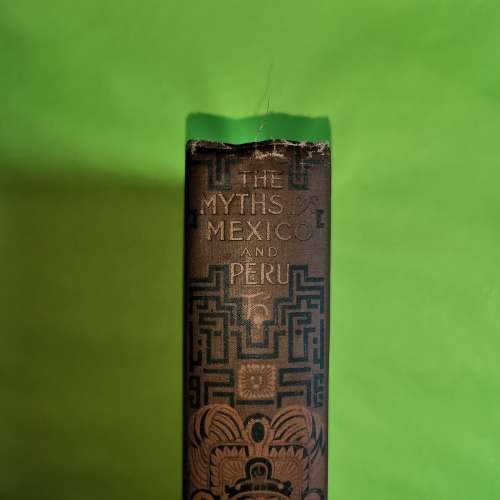 THE
MYTHS OF
MEXICO
AND
PERU